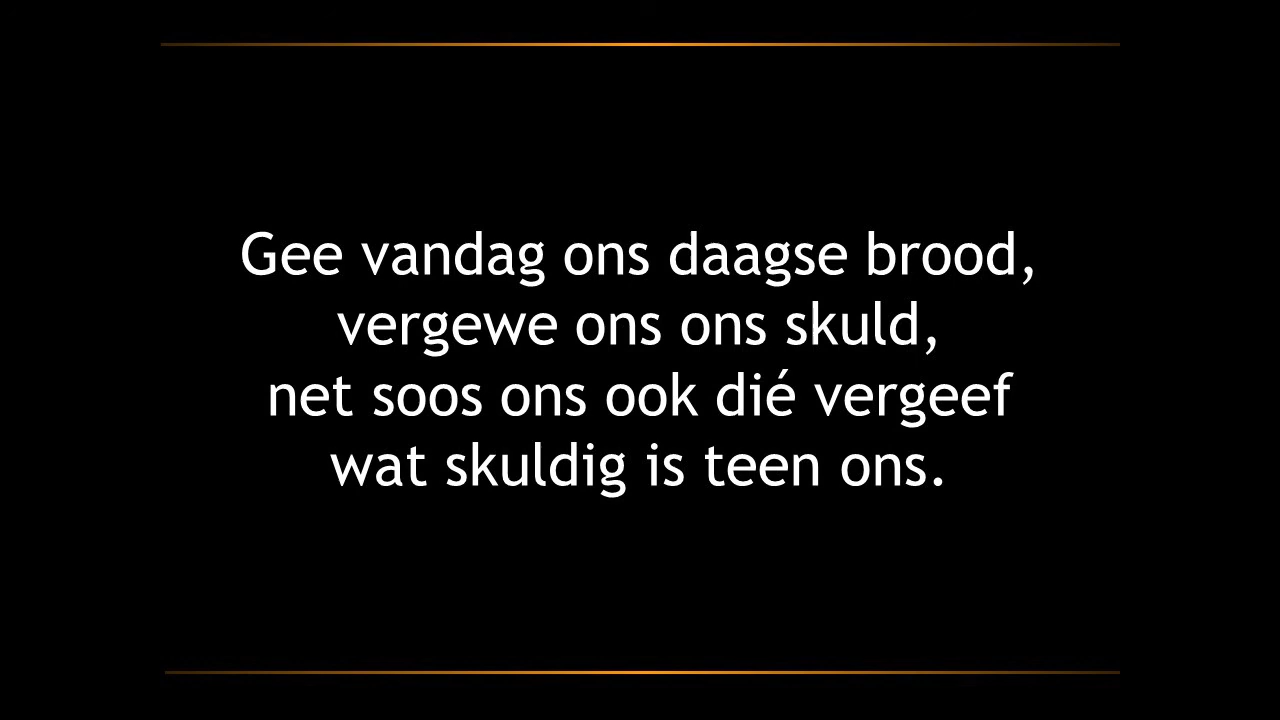 Gee vandag ons daagse brood,
vergewe ons ons skuld,
net soos ons ook dié vergeef
wat skuldig is teen ons.